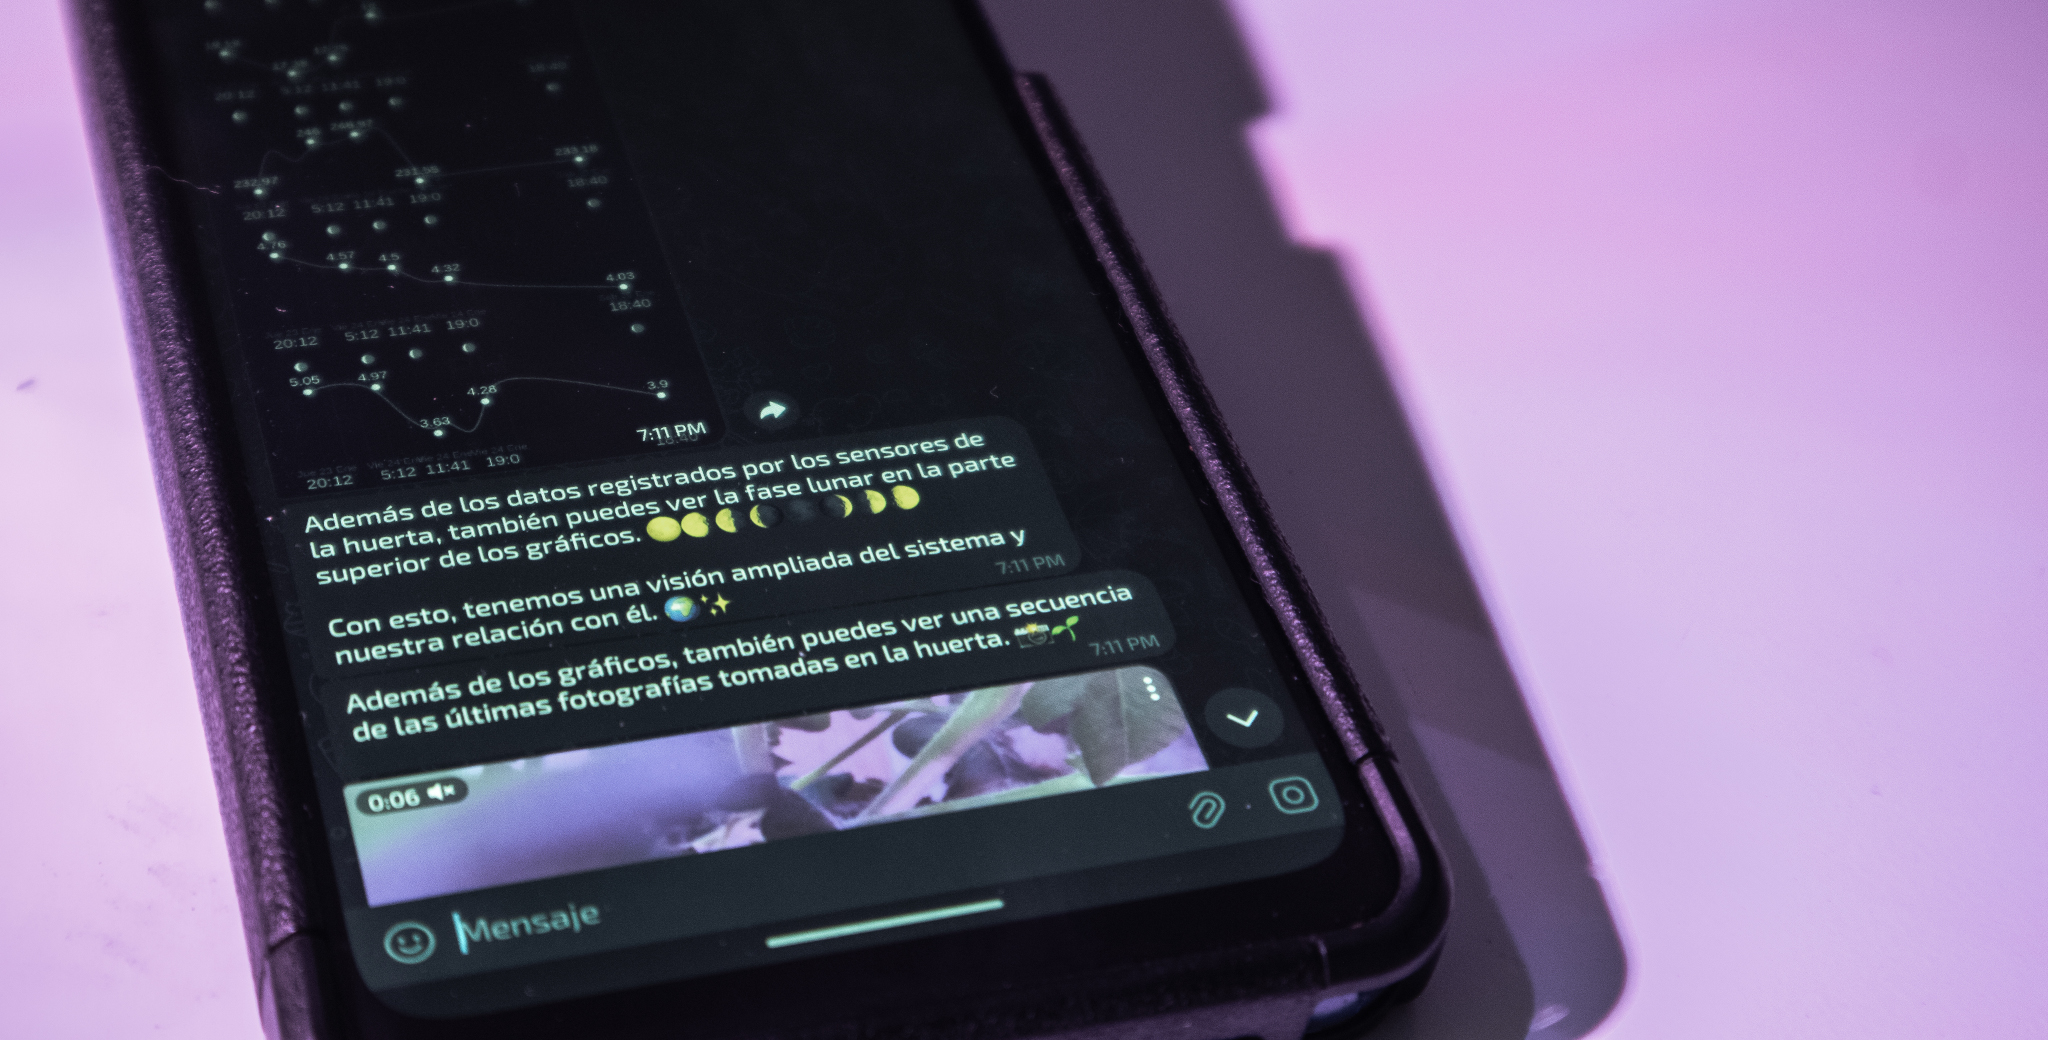 20:12 5:12 11:41 19:0 18:40
246 246.97
232.97 231.55 233.18
20:12 5:12 11:41 19:0 18:40
4.76 4.57 4.5 4.32 4.03
20:12 5:12 11:41 19:0 18:40
5.05 4.97 3.63 4.28 3.9
20:12 5:12 11:41 19:0 18:40
7:11 PM
Además de los datos registrados por los sensores de
la huerta, también puedes ver la fase lunar en la parte
superior de los gráficos. 🌕🌖🌗🌘🌑🌒🌓🌔
Con esto, tenemos una visión ampliada del sistema y
nuestra relación con él. 🌍✨
7:11 PM
Además de los gráficos, también puedes ver una secuencia
de las últimas fotografías tomadas en la huerta. 📸🌱
7:11 PM
0:06
Mensaje